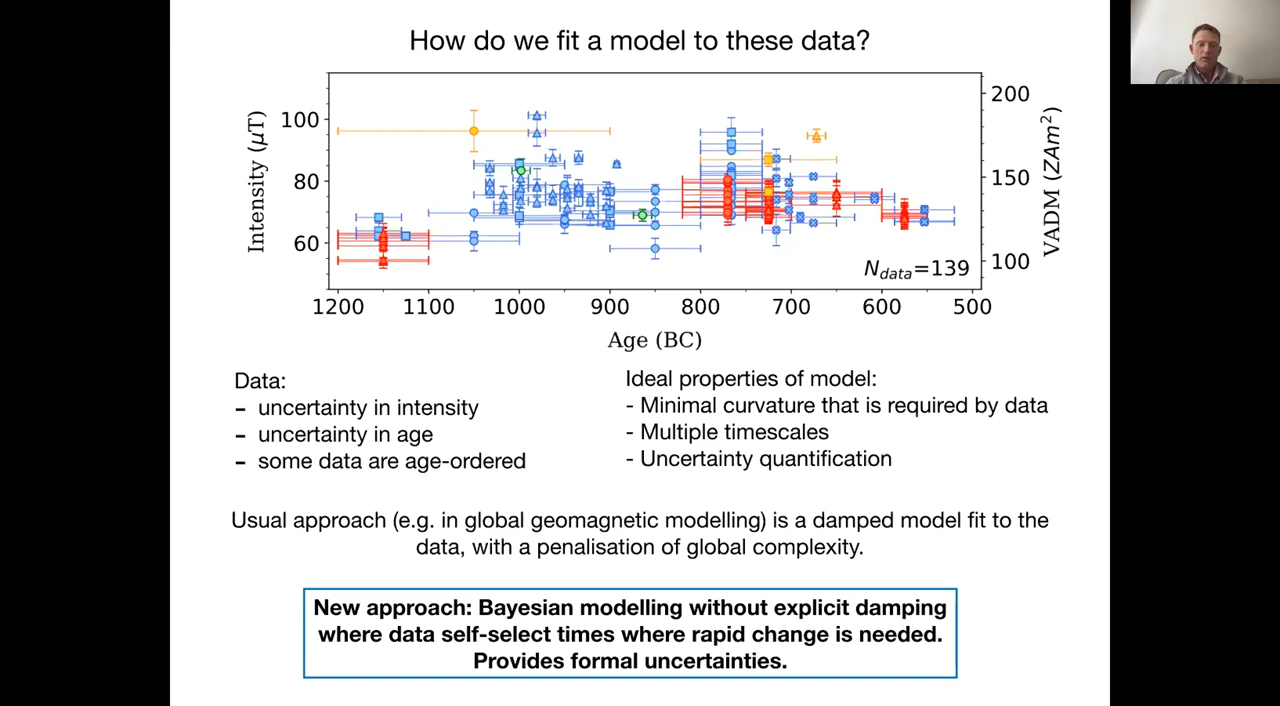 How do we fit a model to these data?
Intensity (μT)
100
80
60
200
150
100
VADM (ZAm²)
N_data=139
1200 1100 1000 900 800 700 600 500
Age (BC)
Data:
– uncertainty in intensity
– uncertainty in age
– some data are age-ordered
Ideal properties of model:
- Minimal curvature that is required by data
- Multiple timescales
- Uncertainty quantification
Usual approach (e.g. in global geomagnetic modelling) is a damped model fit to the
data, with a penalisation of global complexity.
New approach: Bayesian modelling without explicit damping
where data self-select times where rapid change is needed.
Provides formal uncertainties.